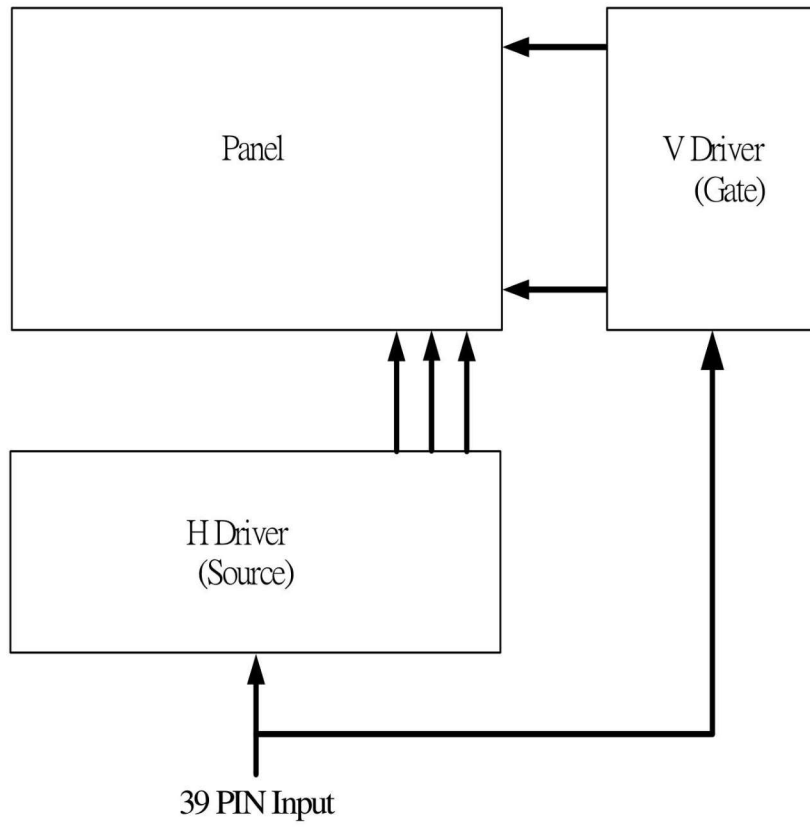 Panel
V Driver
(Gate)
H Driver
(Source)
39 PIN Input